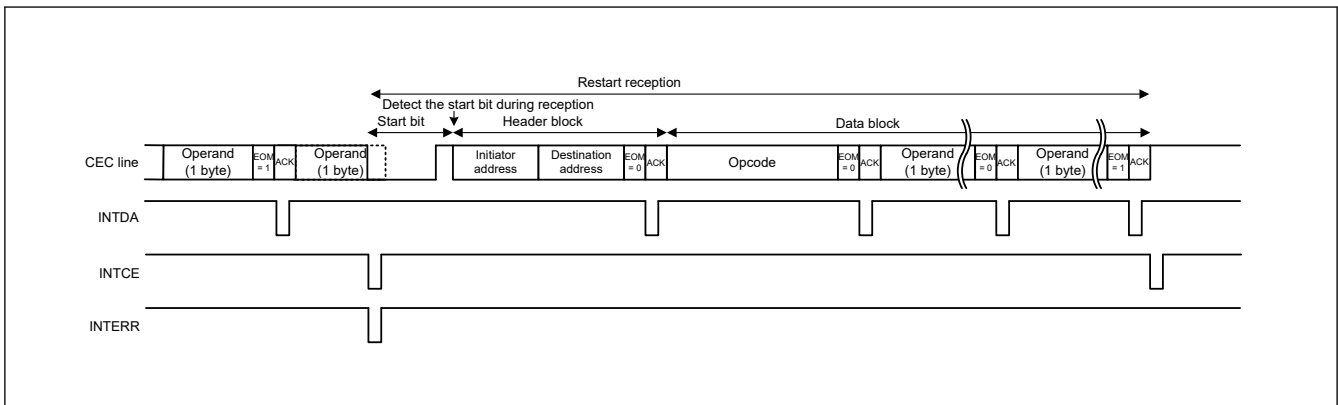 Restart reception
Detect the start bit during reception
Start bit
Header block
Data block
CEC line
Operand
(1 byte)
EOM
= 1
ACK
Operand
(1 byte)
Initiator
address
Destination
address
EOM
= 0
ACK
Opcode
EOM
= 0
ACK
Operand
(1 byte)
EOM
= 0
ACK
Operand
(1 byte)
EOM
= 1
ACK
INTDA
INTCE
INTERR